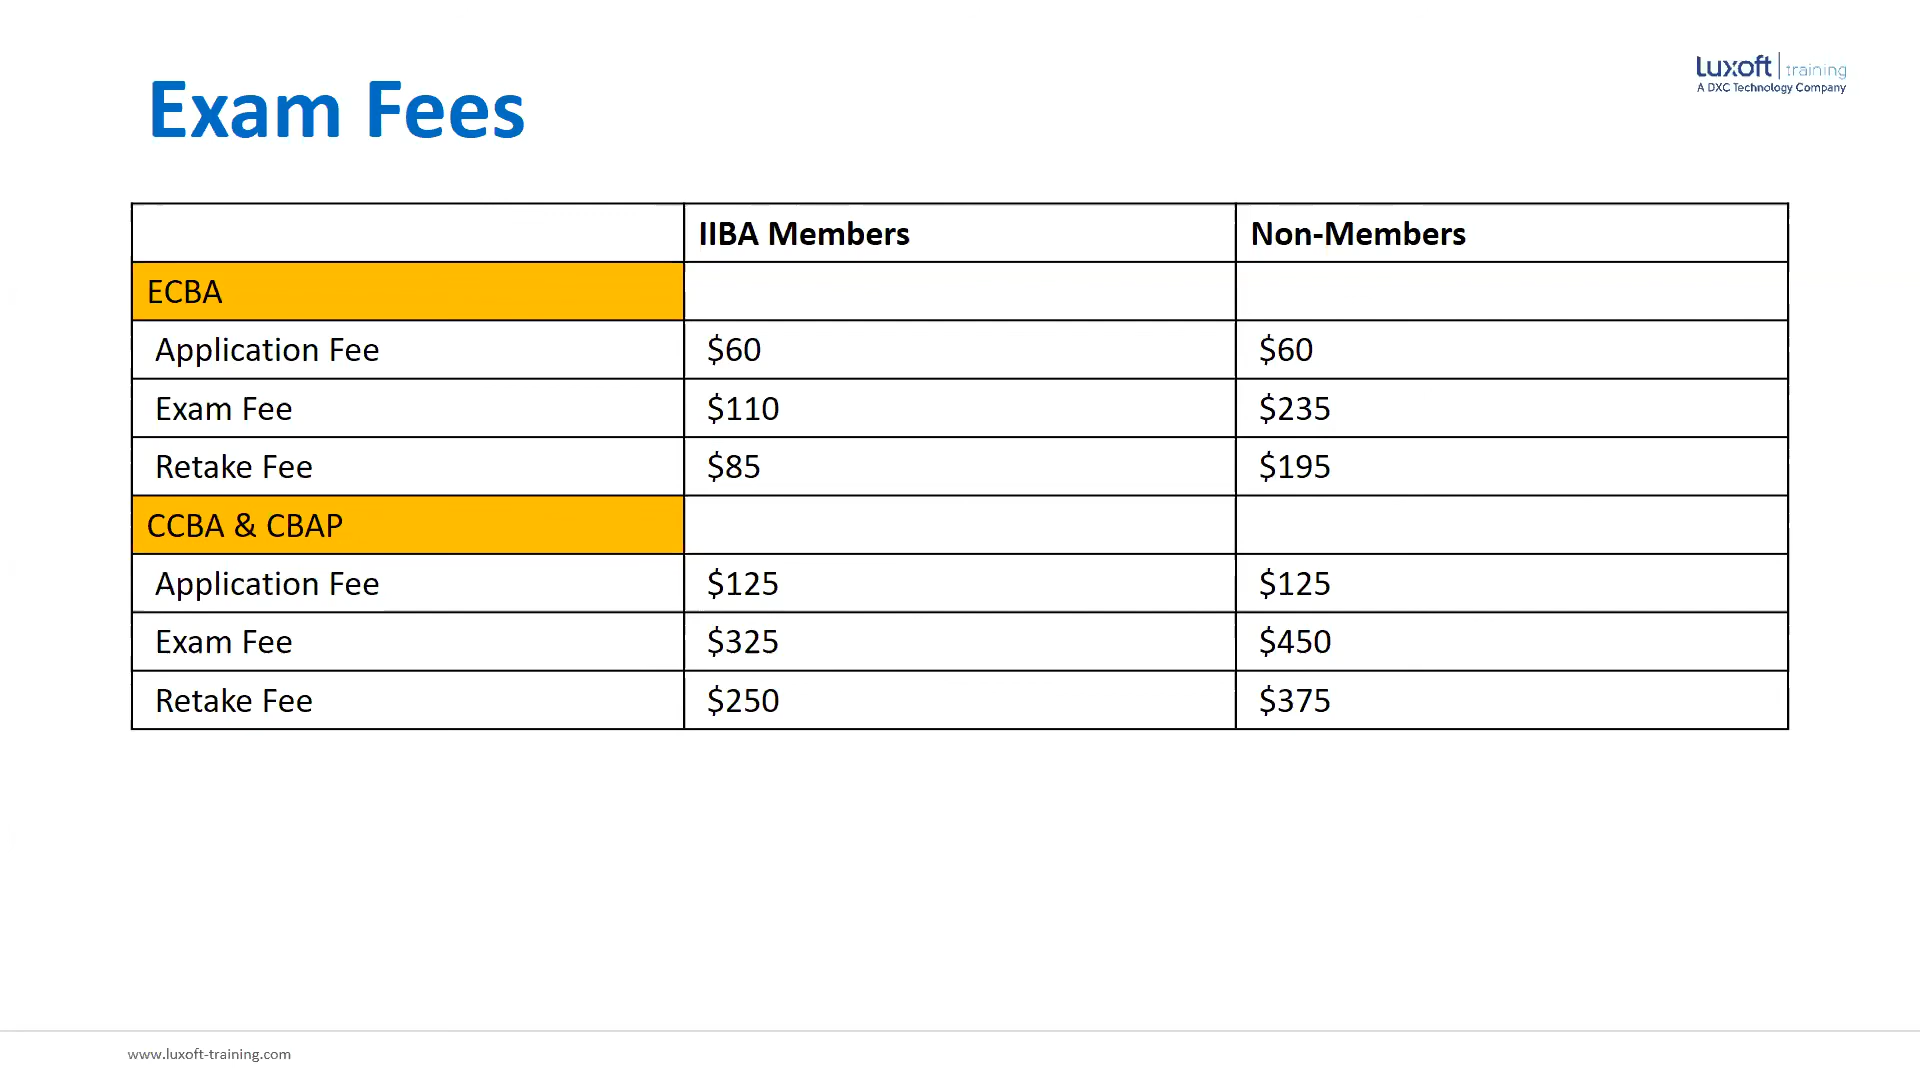 Exam Fees
Luxoft training
A DXC Technology Company
IIBA Members Non-Members
ECBA
Application Fee $60 $60
Exam Fee $110 $235
Retake Fee $85 $195
CCBA & CBAP
Application Fee $125 $125
Exam Fee $325 $450
Retake Fee $250 $375
www.luxoft-training.com